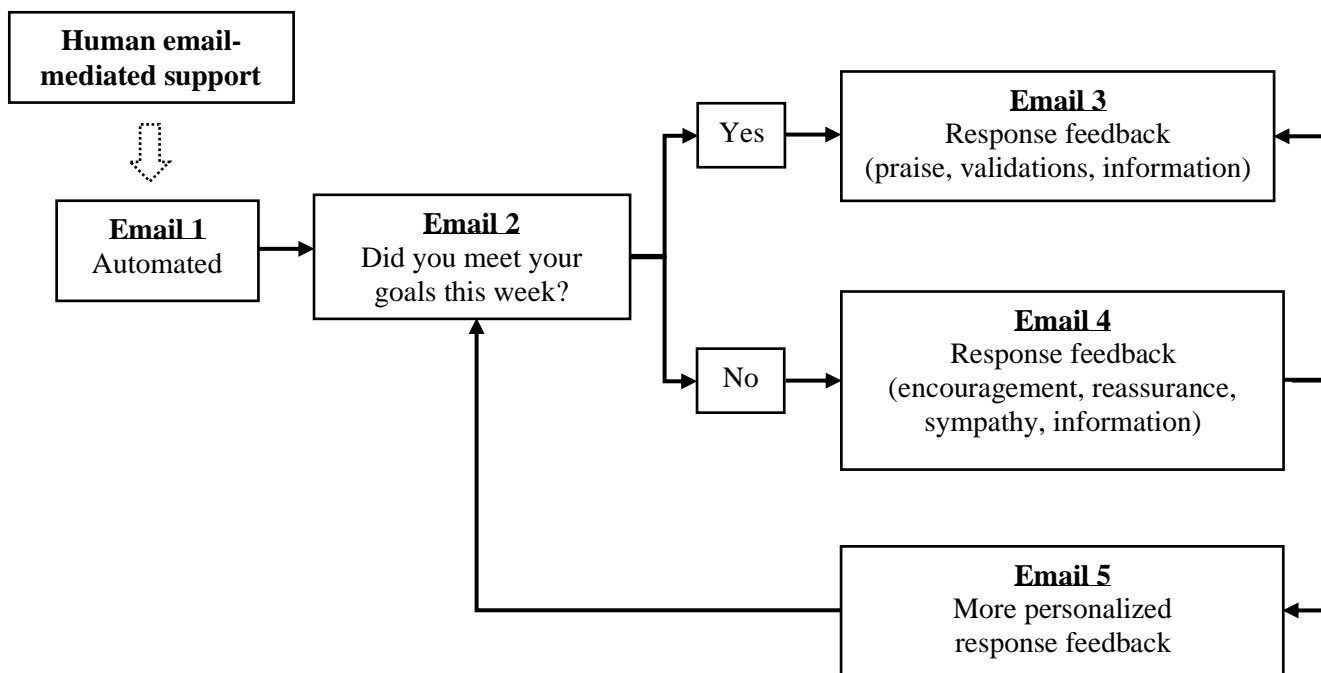 Human email-
mediated support
Email 1
Automated
Email 2
Did you meet your
goals this week?
Yes
No
Email 3
Response feedback
(praise, validations, information)
Email 4
Response feedback
(encouragement, reassurance,
sympathy, information)
Email 5
More personalized
response feedback